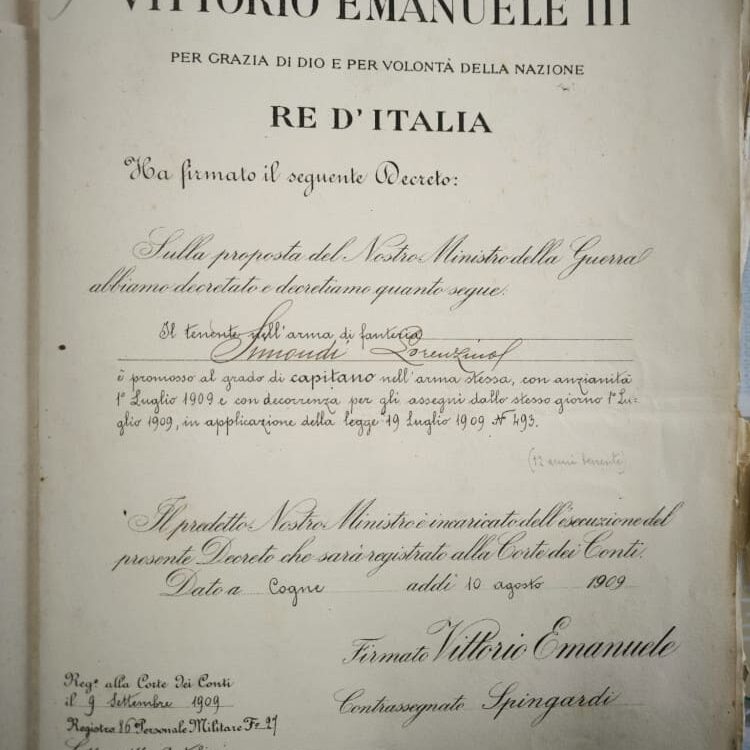 VITTORIO EMANUELE III
PER GRAZIA DI DIO E PER VOLONTÀ DELLA NAZIONE
RE D'ITALIA
Ha firmato il seguente Decreto:
Sulla proposta del Nostro Ministro della Guerra
abbiamo decretato e decretiamo quanto segue:
Il tenente nell'arma di fanteria
Simondi Lorenzino
è promosso al grado di capitano nell'arma stessa, con anzianità
1° Luglio 1909 e con decorrenza per gli assegni dallo stesso giorno 1° Lu-
glio 1909, in applicazione della legge 19 Luglio 1909 N° 493.
(12 anni tenente)
Il predetto Nostro Ministro è incaricato dell'esecuzione del
presente Decreto che sarà registrato alla Corte dei Conti.
Dato a Cogne addì 10 agosto 1909
Firmato Vittorio Emanuele
Contrassegnato Spingardi
Reg° alla Corte dei Conti
il 9 Settembre 1909
Registro 26 Personale Militare F° 27